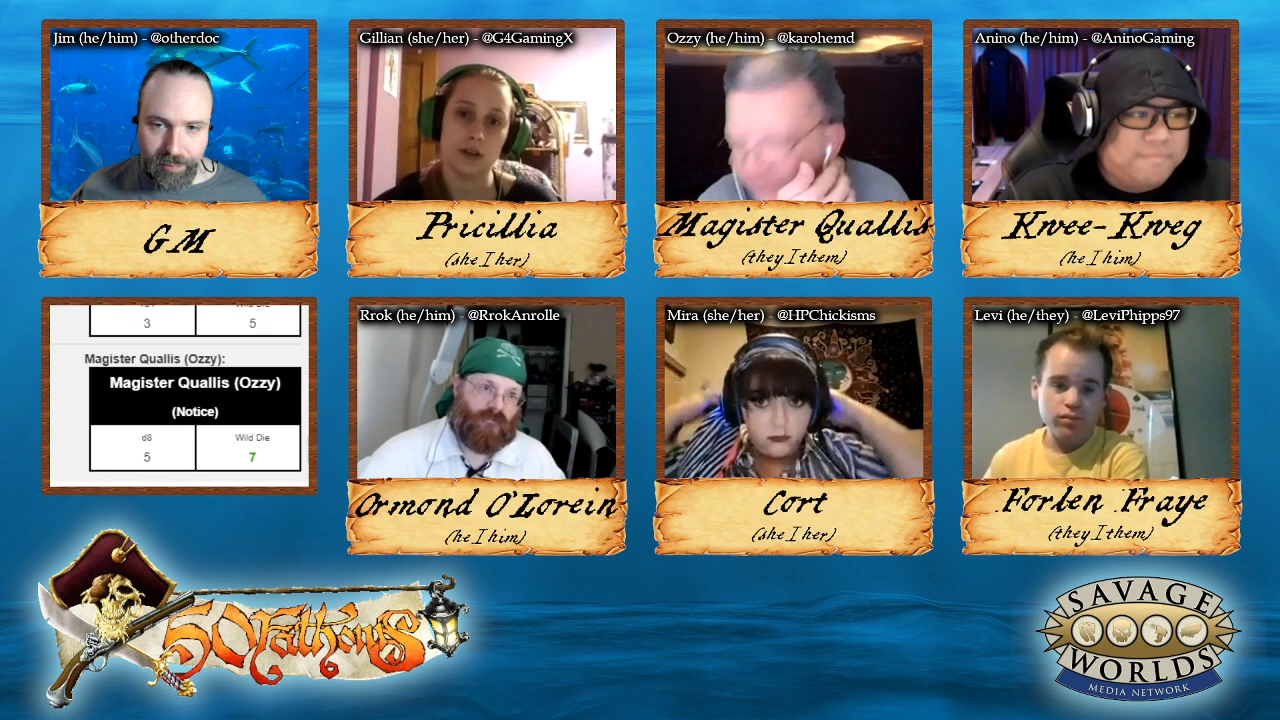 Jim (he/him) - @otherdoc
GM
Gillian (she/her) - @G4GamingX
Pricillia
(she I her)
Ozzy (he/him) - @karohemd
Magister Quallis
(they I them)
Anino (he/him) - @AninoGaming
Kwee-Kweg
(he I him)
3 5
Magister Quallis (Ozzy):
Magister Quallis (Ozzy)
(Notice)
d8 Wild Die
5 7
Rrok (he/him) - @RrokAnrolle
Ormond O'Lorein
(he I him)
Mira (she/her) - @HPChickisms
Cort
(she I her)
Levi (he/they) - @LeviPhipps97
Forlen Fraye
(they I them)
50 Fathoms
SAVAGE
WORLDS
MEDIA NETWORK